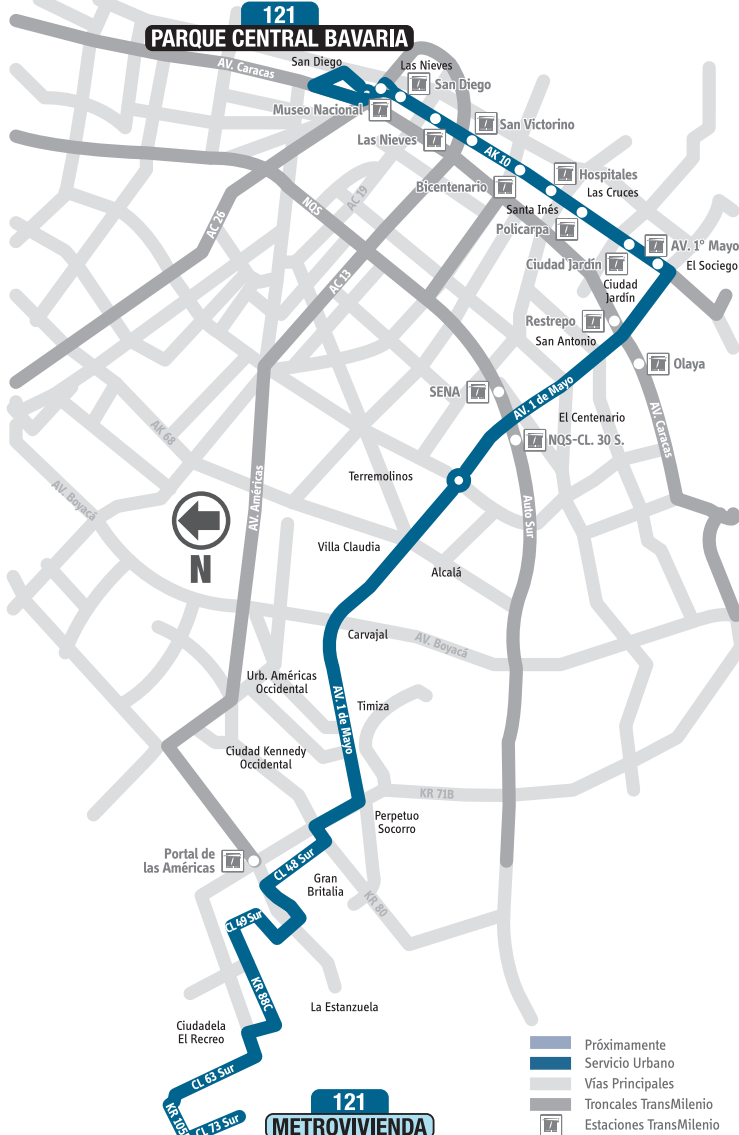 121
PARQUE CENTRAL BAVARIA
San Diego
Las Nieves
AV. Caracas
San Diego
Museo Nacional
San Victorino
Las Nieves
AK 10
Hospitales
Bicentenario
Las Cruces
AC 19
NQS
Santa Inés
AC 26
Policarpa
AV. 1° Mayo
Ciudad Jardín
El Sociego
AC 13
Ciudad
Jardín
Restrepo
San Antonio
Olaya
SENA
AV. 1 de Mayo
El Centenario
AV. Caracas
AK 68
NQS-CL. 30 S.
Terremolinos
AV. Boyacá
AV. Américas
Auto Sur
N
Villa Claudia
Alcalá
Carvajal
AV. Boyacá
Urb. Américas
Occidental
AV. 1 de Mayo
Timiza
Ciudad Kennedy
Occidental
KR 71B
Perpetuo
Socorro
Portal de
las Américas
CL 48 Sur
Gran
Britalia
KR 80
CL 49 Sur
KR 88C
La Estanzuela
Ciudadela
El Recreo
CL 63 Sur
KR 105
CL 73 Sur
121
METROVIVIENDA
Próximamente
Servicio Urbano
Vías Principales
Troncales TransMilenio
Estaciones TransMilenio